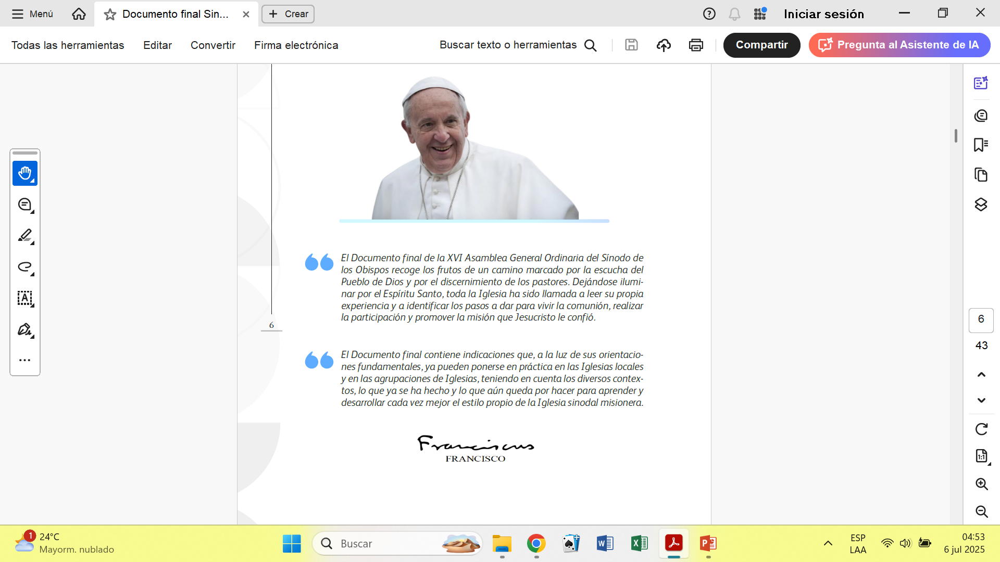 Menú
Documento final Sin...
Crear
Iniciar sesión
Todas las herramientas
Editar
Convertir
Firma electrónica
Buscar texto o herramientas
Compartir
Pregunta al Asistente de IA
El Documento final de la XVI Asamblea General Ordinaria del Sínodo de
los Obispos recoge los frutos de un camino marcado por la escucha del
Pueblo de Dios y por el discernimiento de los pastores. Dejándose ilumi-
nar por el Espíritu Santo, toda la Iglesia ha sido llamada a leer su propia
experiencia y a identificar los pasos a dar para vivir la comunión, realizar
la participación y promover la misión que Jesucristo le confió.
6
El Documento final contiene indicaciones que, a la luz de sus orientacio-
nes fundamentales, ya pueden ponerse en práctica en las Iglesias locales
y en las agrupaciones de Iglesias, teniendo en cuenta los diversos contex-
tos, lo que ya se ha hecho y lo que aún queda por hacer para aprender y
desarrollar cada vez mejor el estilo propio de la Iglesia sinodal misionera.
Franciscus
FRANCISCO
6
43
1:1
1
24°C
Mayorm. nublado
Buscar
ESP
LAA
04:53
6 jul 2025